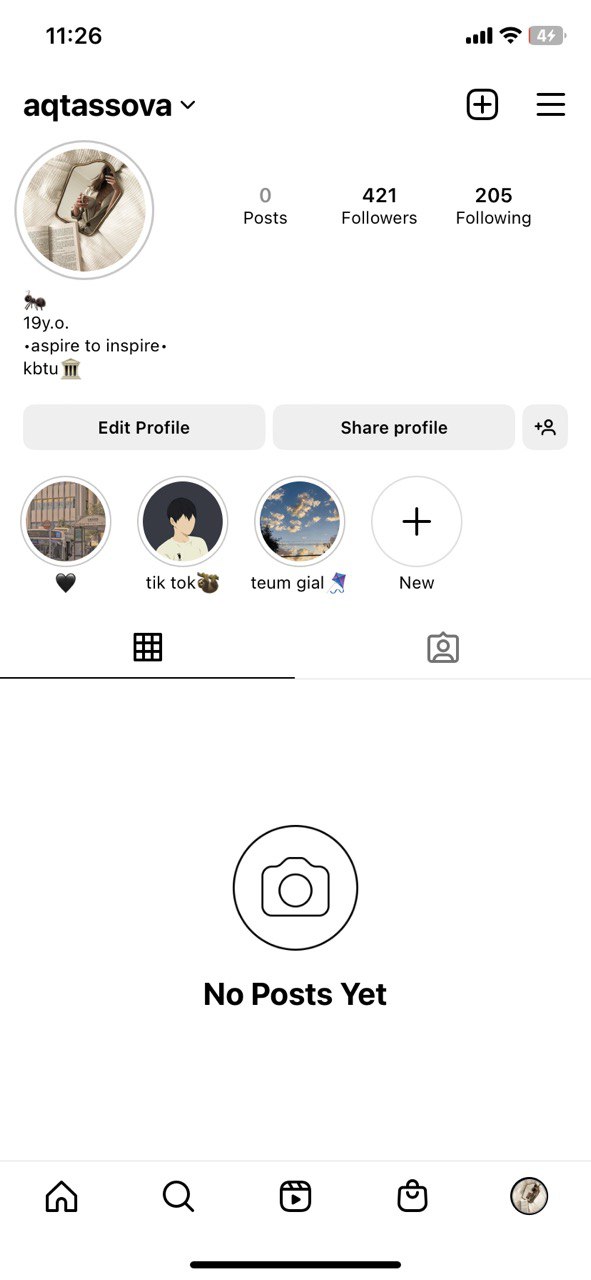 11:26
4
aqtassova
0 421 205
Posts Followers Following
🐜
19y.o.
•aspire to inspire•
kbtu🏛️
Edit Profile Share profile
🖤 tik tok🦥 teum gial🪁 New
No Posts Yet